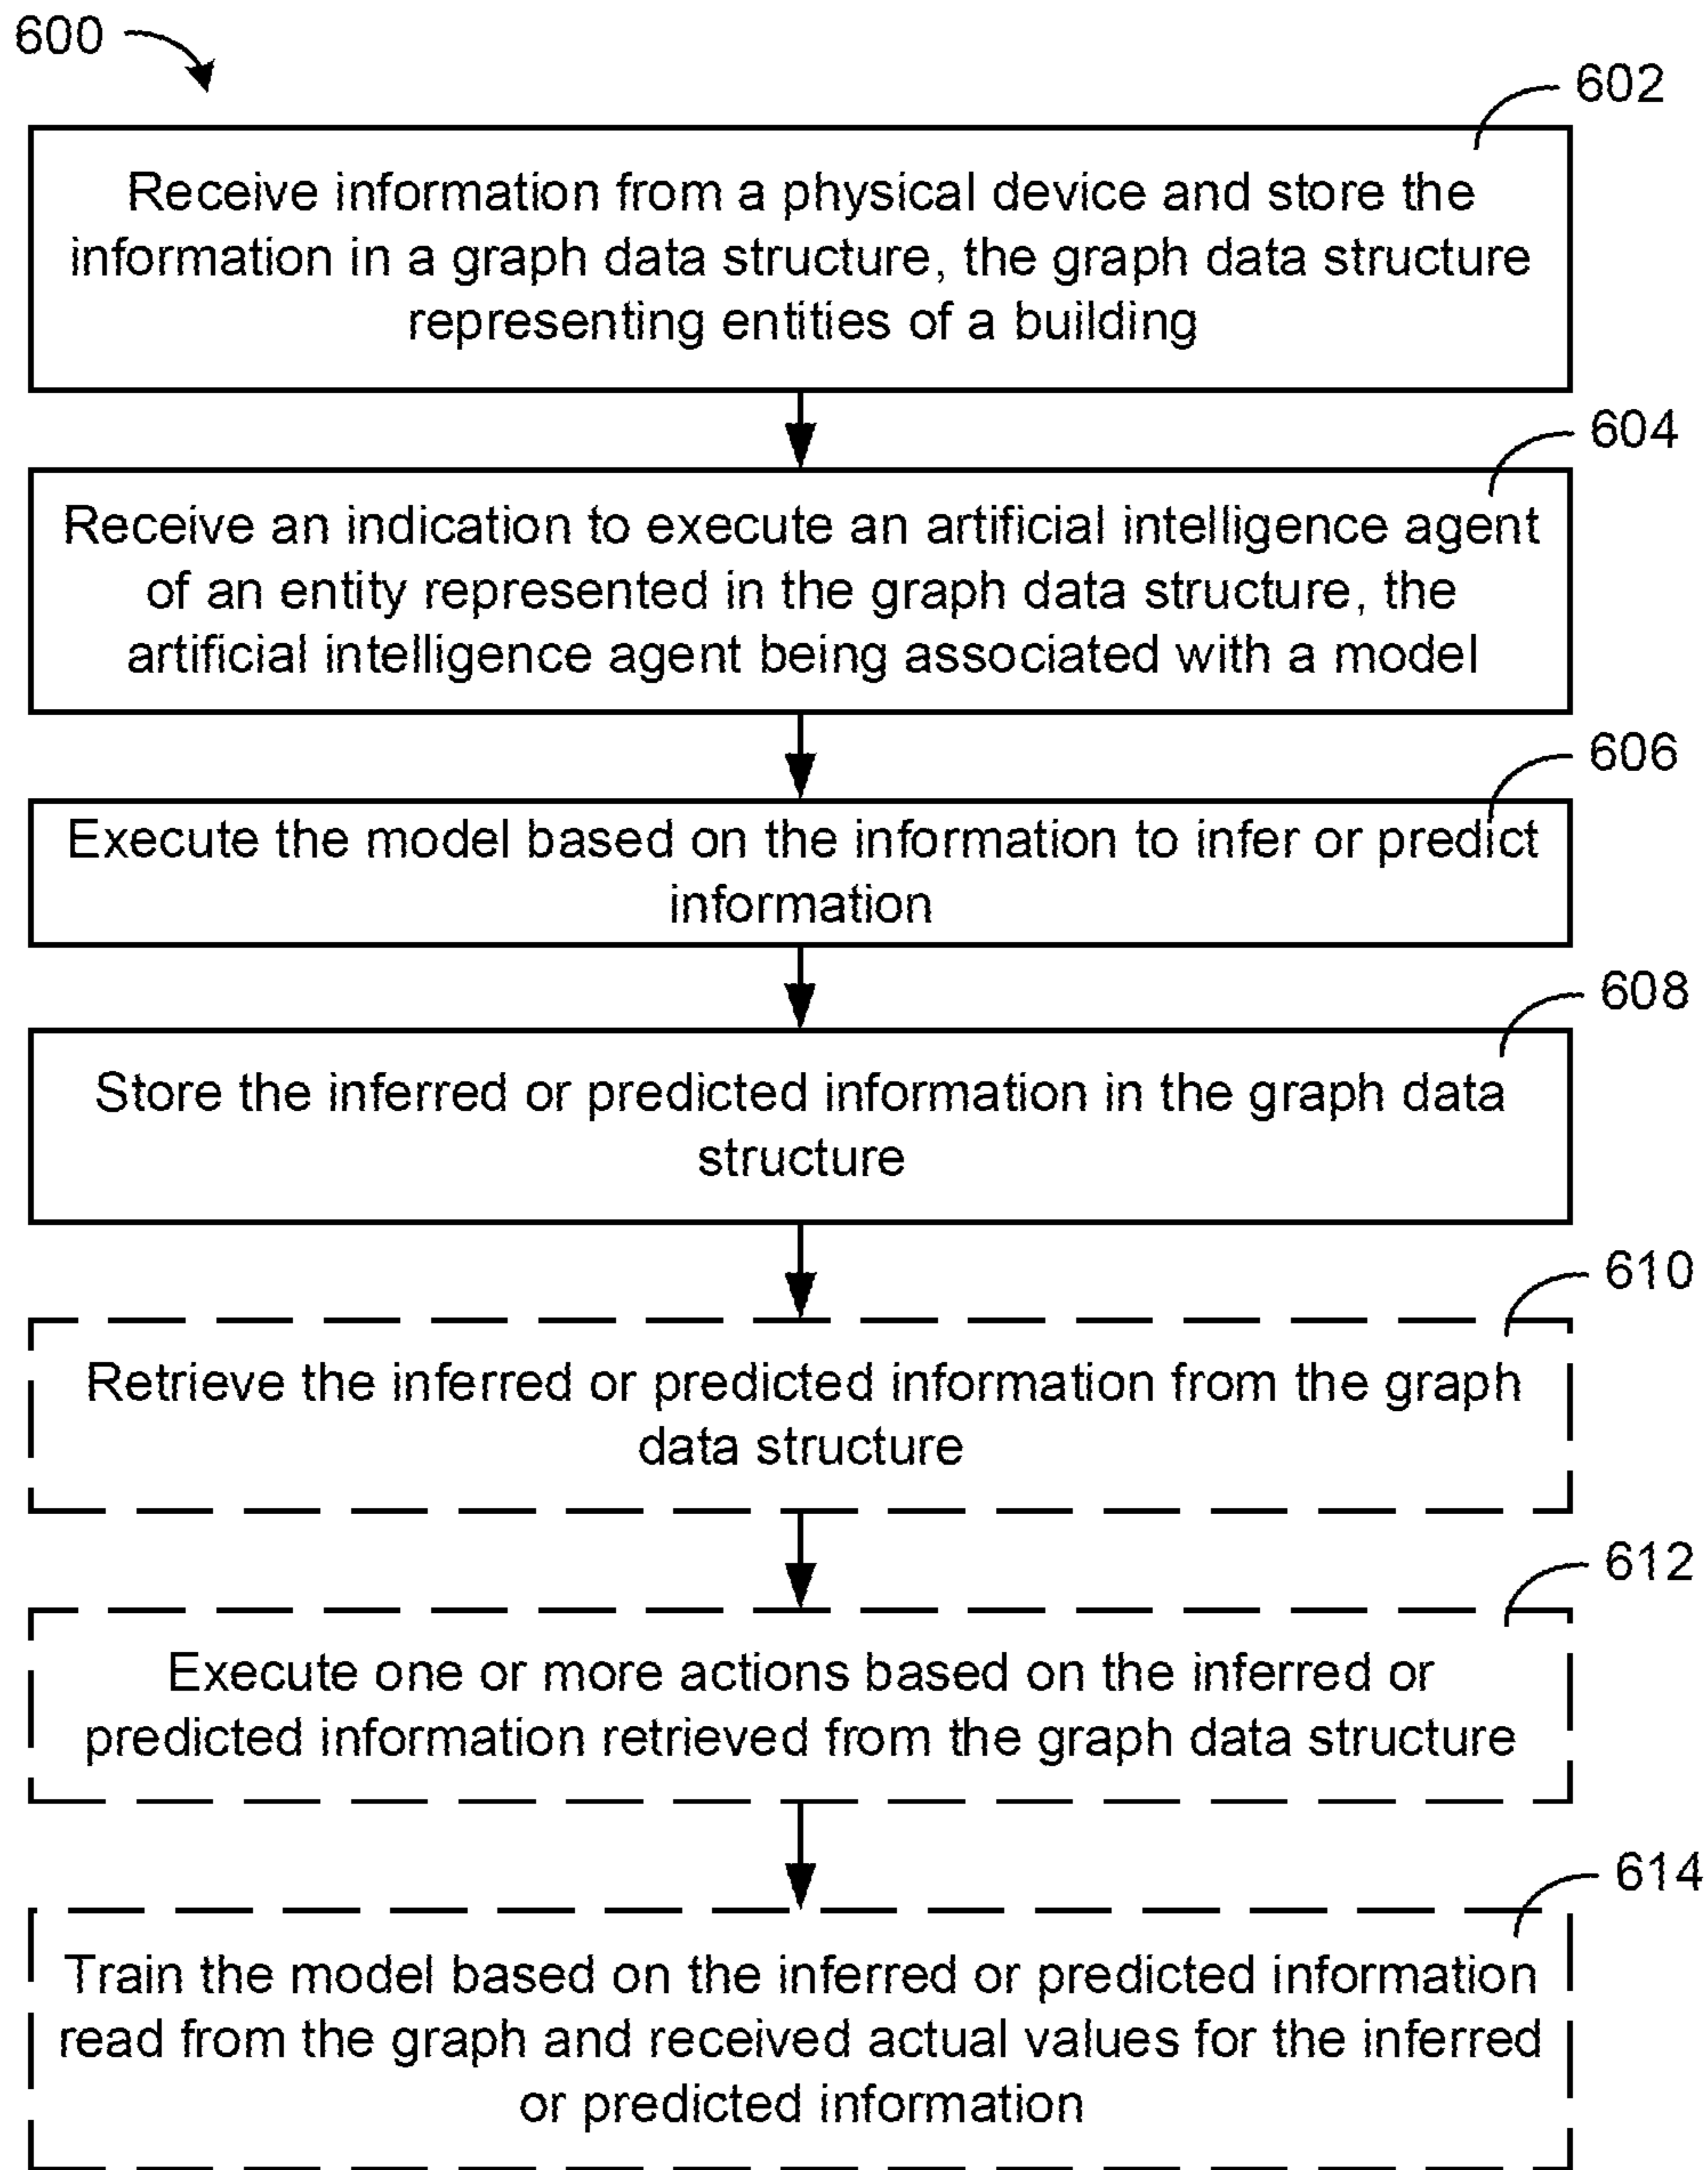 600
602
Receive information from a physical device and store the
information in a graph data structure, the graph data structure
representing entities of a building
604
Receive an indication to execute an artificial intelligence agent
of an entity represented in the graph data structure, the
artificial intelligence agent being associated with a model
606
Execute the model based on the information to infer or predict
information
608
Store the inferred or predicted information in the graph data
structure
610
Retrieve the inferred or predicted information from the graph
data structure
612
Execute one or more actions based on the inferred or
predicted information retrieved from the graph data structure
614
Train the model based on the inferred or predicted information
read from the graph and received actual values for the inferred
or predicted information